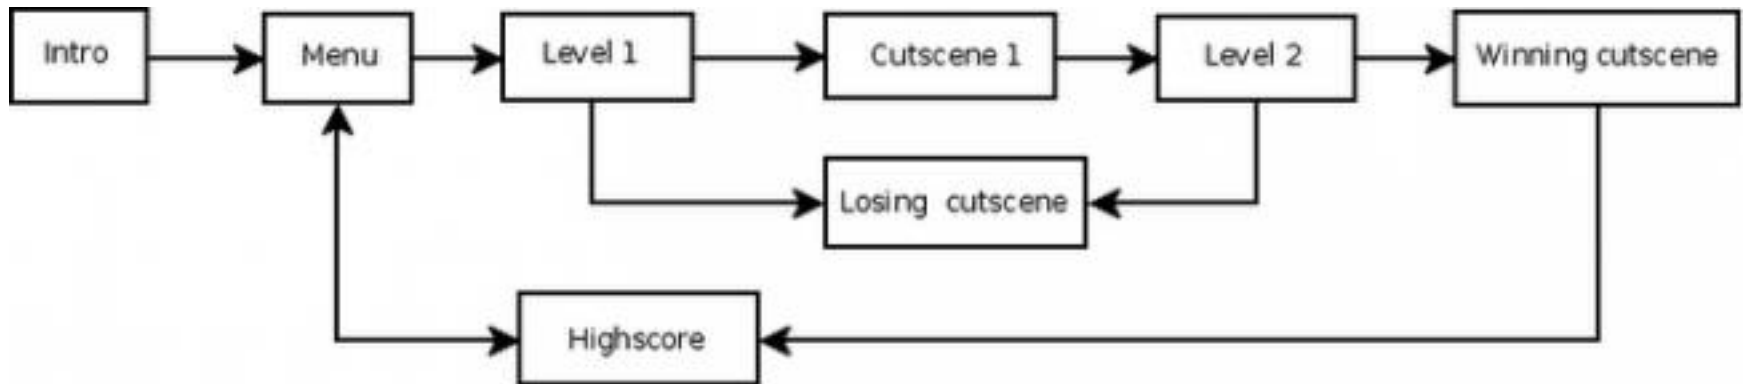 Intro
Menu
Level 1
Cutscene 1
Level 2
Winning cutscene
Losing cutscene
Highscore